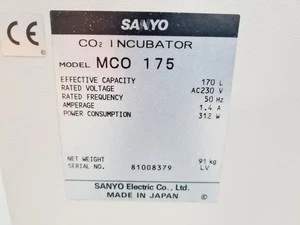 CE
SANYO
CO₂ INCUBATOR
MODEL MCO 175
EFFECTIVE CAPACITY 170 L
RATED VOLTAGE AC230 V
RATED FREQUENCY 50 Hz
AMPERAGE 1.4 A
POWER CONSUMPTION 312 W
NET WEIGHT 91 kg
SERIAL NO. 81008379 LV
SANYO Electric Co., Ltd.
MADE IN JAPAN